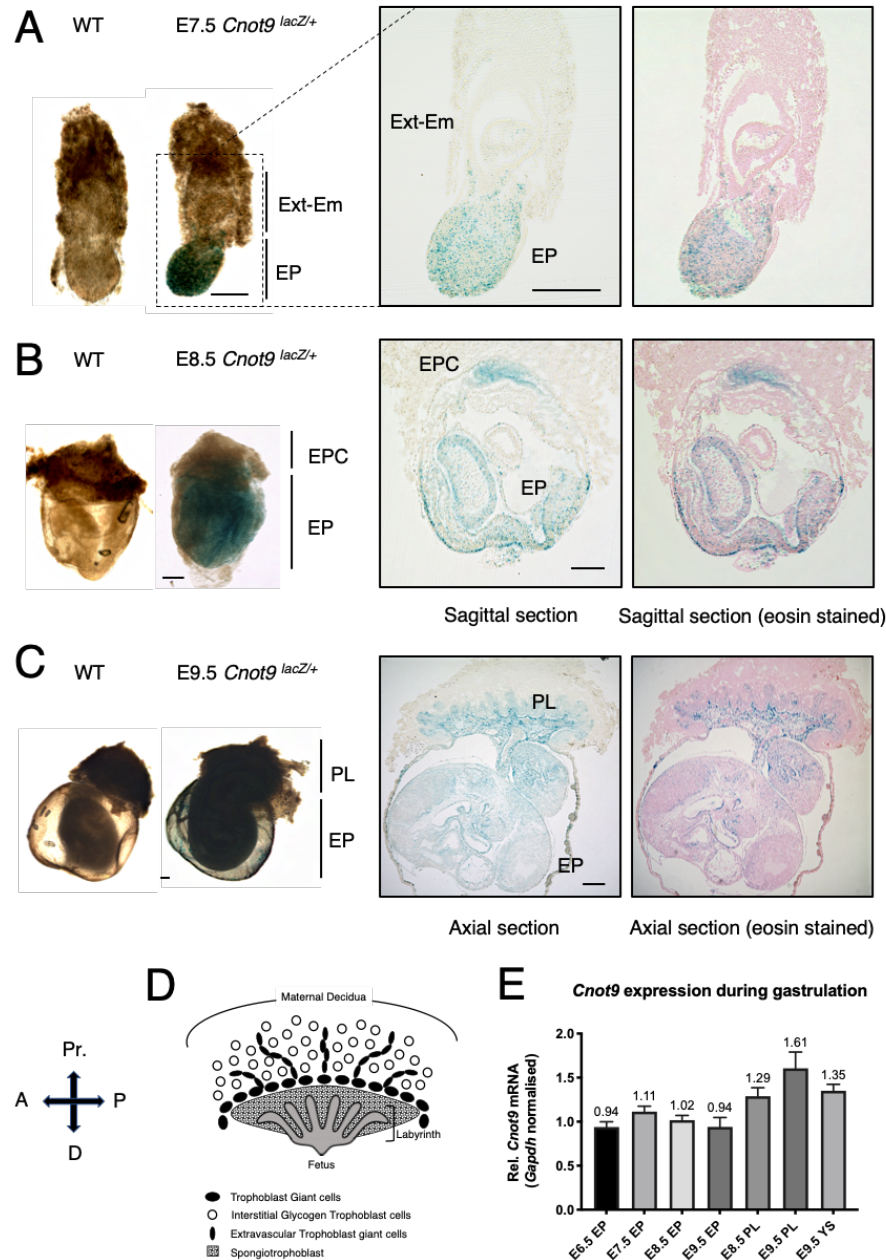 A
WT
E7.5 Cnot9 lacZ/+
Ext-Em
EP
Ext-Em
EP
B
WT
E8.5 Cnot9 lacZ/+
EPC
EP
EPC
EP
Sagittal section
Sagittal section (eosin stained)
C
WT
E9.5 Cnot9 lacZ/+
PL
EP
PL
EP
Axial section
Axial section (eosin stained)
Pr.
A
P
D
D
Maternal Decidua
Labyrinth
Fetus
Trophoblast Giant cells
Interstitial Glycogen Trophoblast cells
Extravascular Trophoblast giant cells
Spongiotrophoblast
E
Cnot9 expression during gastrulation
Rel. Cnot9 mRNA
(Gapdh normalised)
2.0
1.5
1.0
0.5
0.0
0.94
1.11
1.02
0.94
1.29
1.61
1.35
E6.5 EP
E7.5 EP
E8.5 EP
E9.5 EP
E8.5 PL
E9.5 PL
E9.5 YS